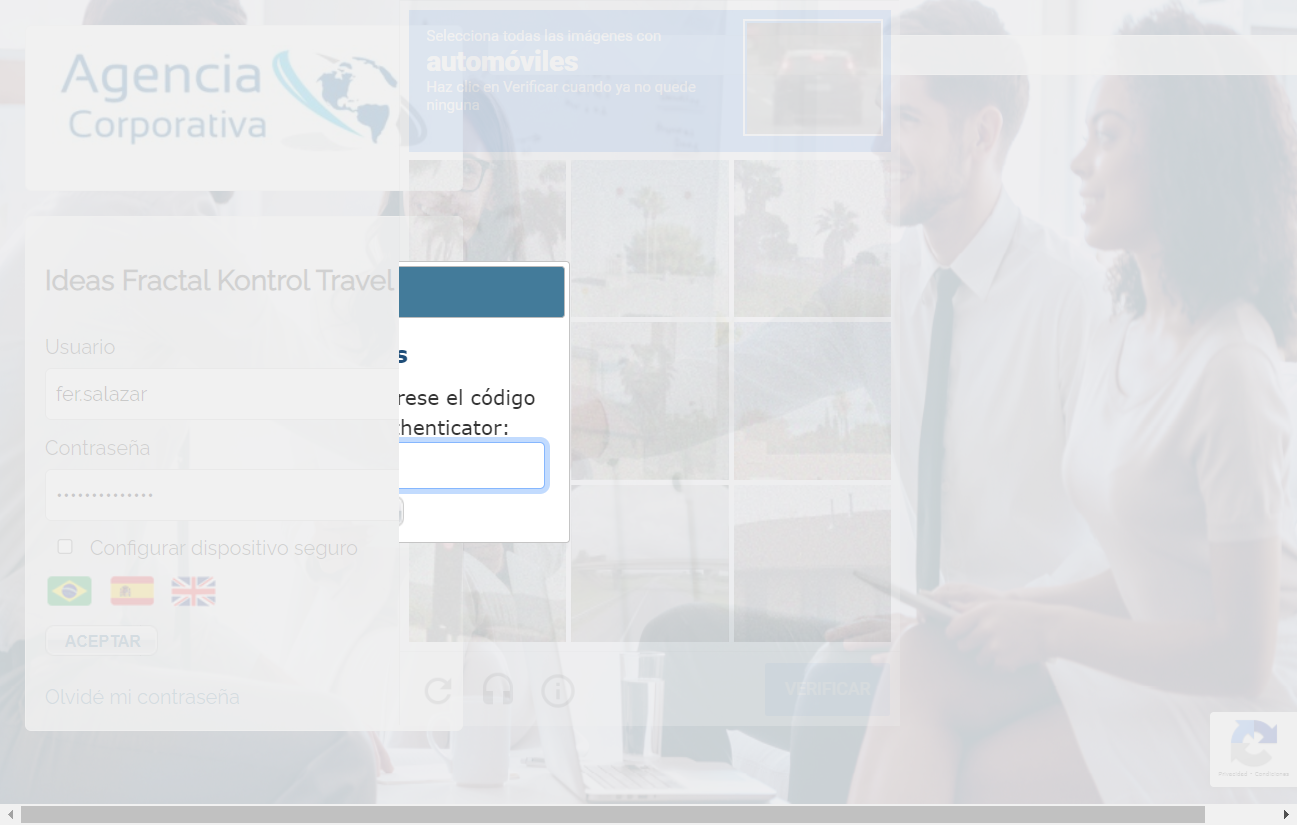 Agencia
Corporativa
Selecciona todas las imágenes con
automóviles
Haz clic en Verificar cuando ya no quede
ninguna
Ideas Fractal Kontrol Travel
Usuario
fer.salazar
Contraseña
Configurar dispositivo seguro
ACEPTAR
Olvidé mi contraseña
s
rese el código
henticator:
VERIFICAR
Privacidad - Condiciones